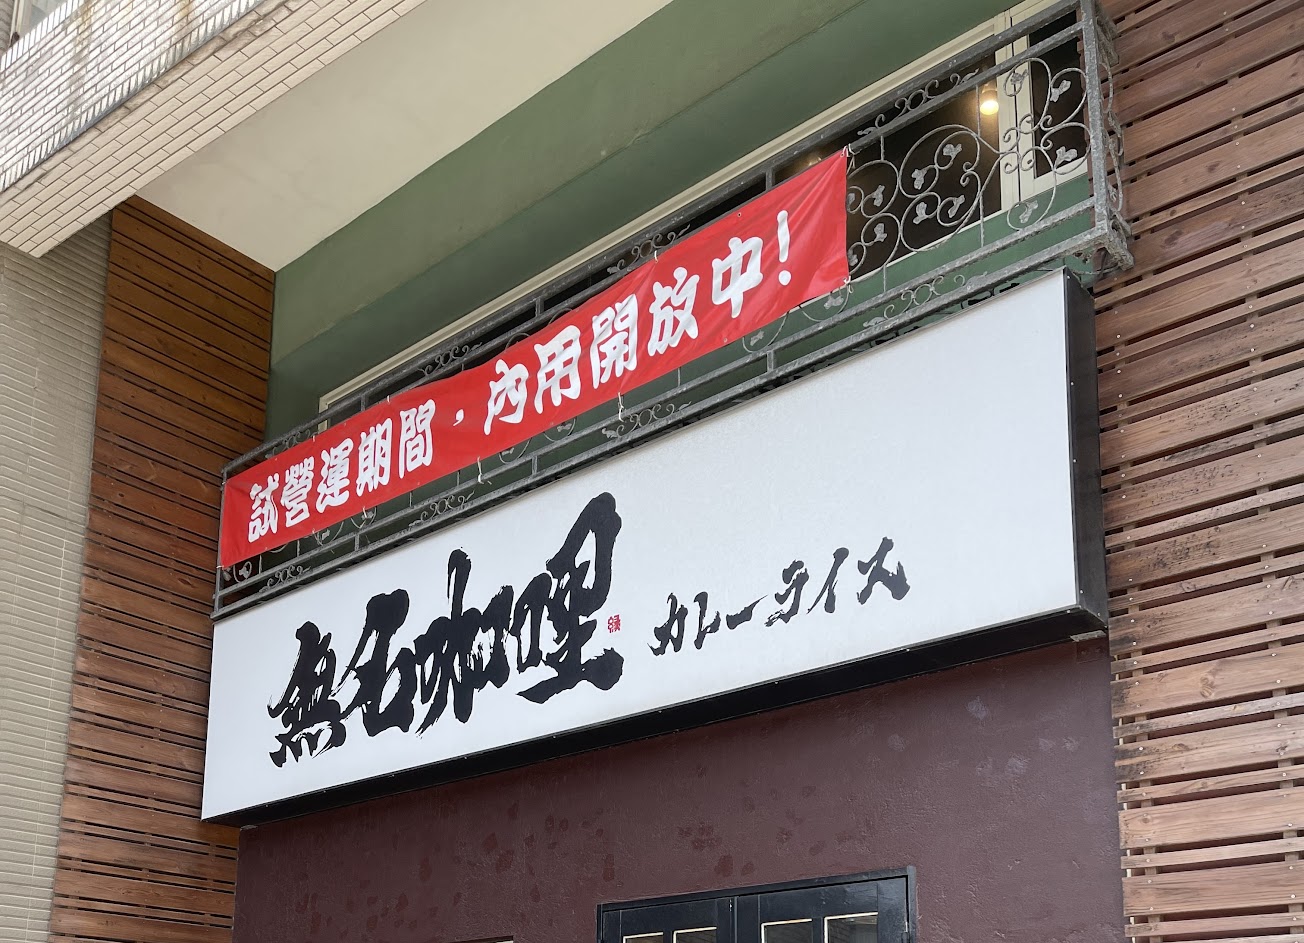 試營運期間，內用開放中！
無名咖哩 カレーライス